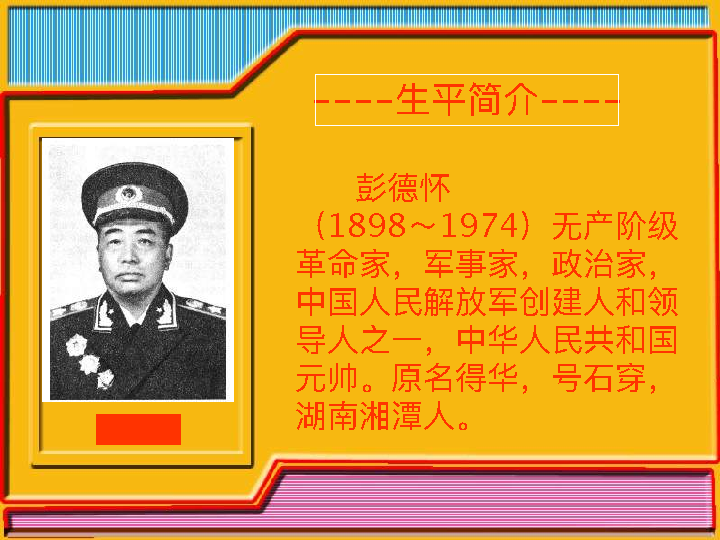 ----生平简介----
彭德怀
（1898～1974）无产阶级
革命家，军事家，政治家，
中国人民解放军创建人和领
导人之一，中华人民共和国
元帅。原名得华，号石穿，
湖南湘潭人。